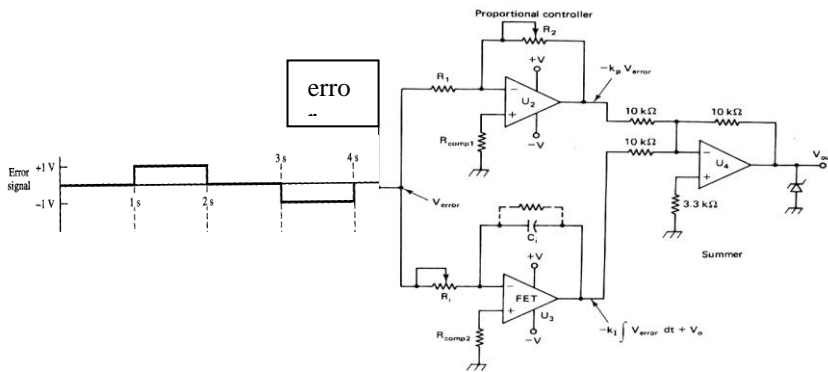 Proportional controller
R₂
erro
R₁
+V
−kₚ Vₑᵣᵣₒᵣ
U₂
10 kΩ
10 kΩ
Rcomp1
−V
10 kΩ
3 s
4 s
Error
signal
+1 V
−1 V
1 s
2 s
Verror
U₄
3.3 kΩ
Cᵢ
Summer
+V
Rᵢ
FET
U₃
Rcomp2
−V
−kI ∫ Verror dt + Vo